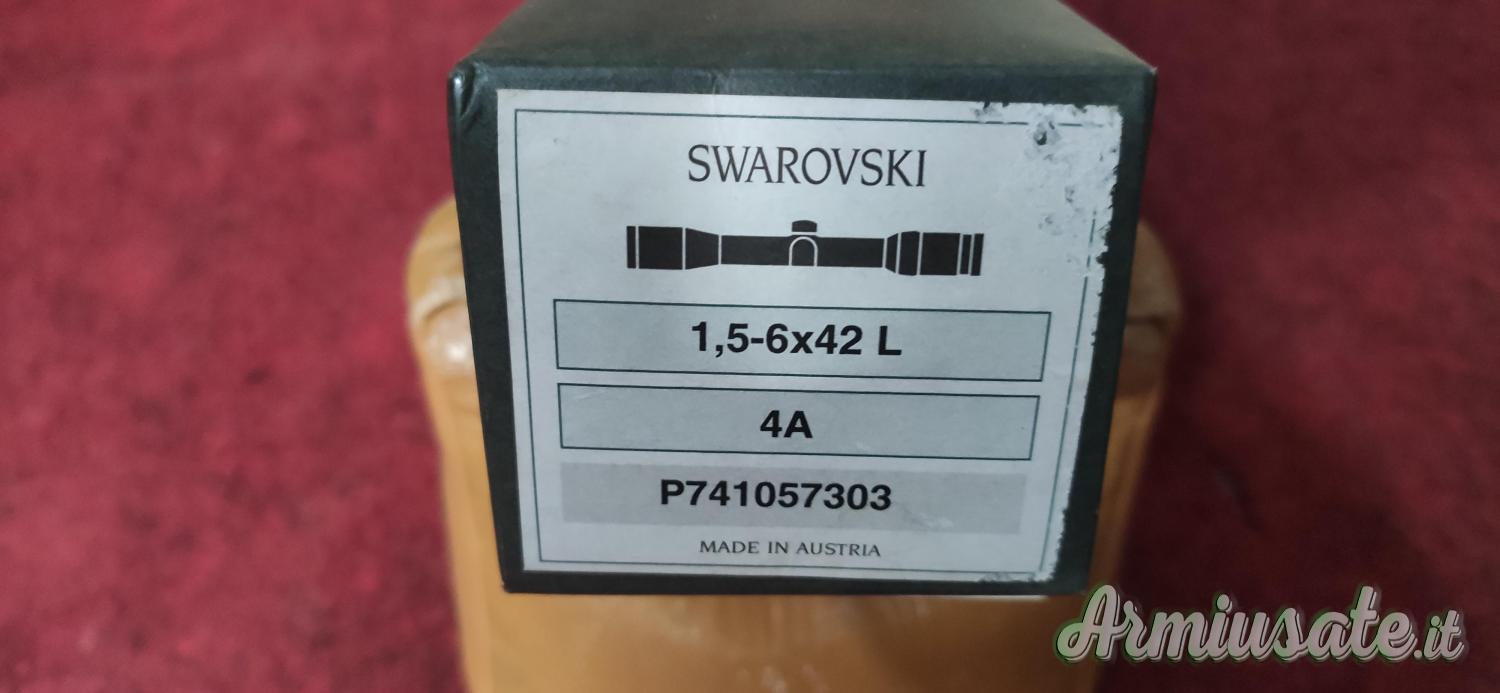 SWAROVSKI
1,5-6x42 L
4A
P741057303
MADE IN AUSTRIA
Armiusate.it